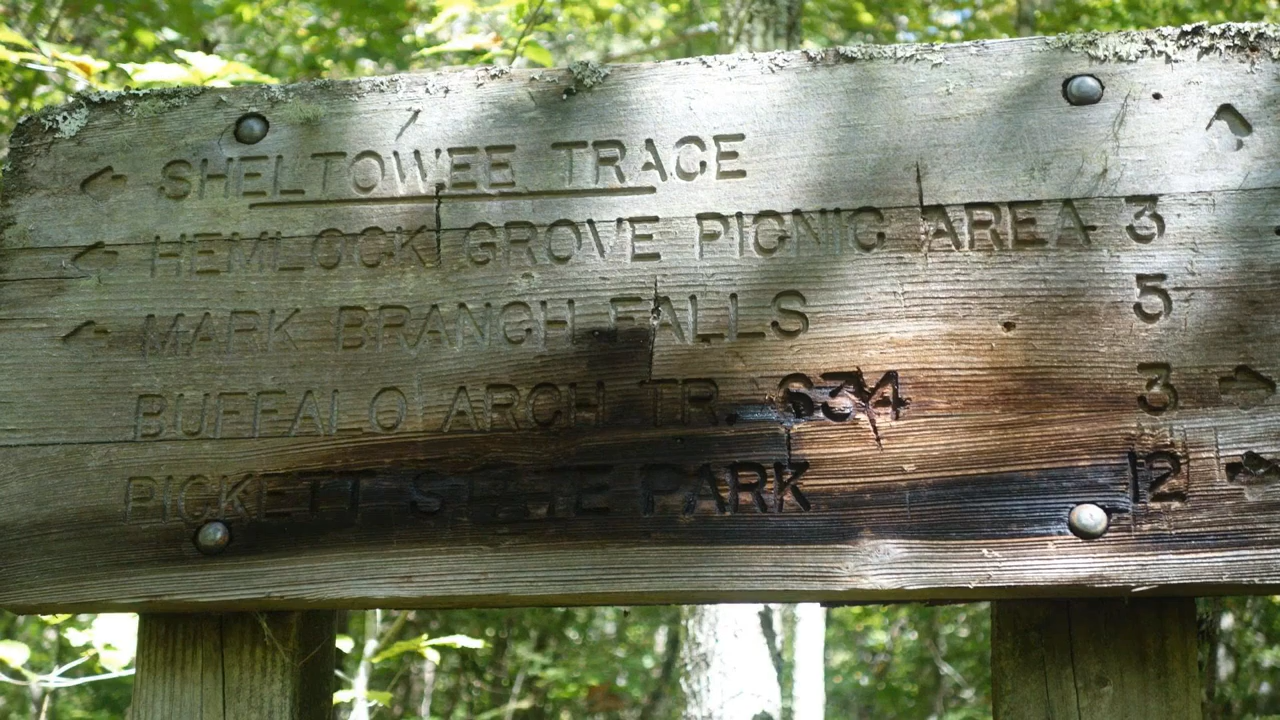 ← SHELTOWEE TRACE ↑
← HEMLOCK GROVE PICNIC AREA 3
← MARK BRANCH FALLS 5
BUFFALO ARCH TR. 634 3 →
PICKETT STATE PARK 12 →